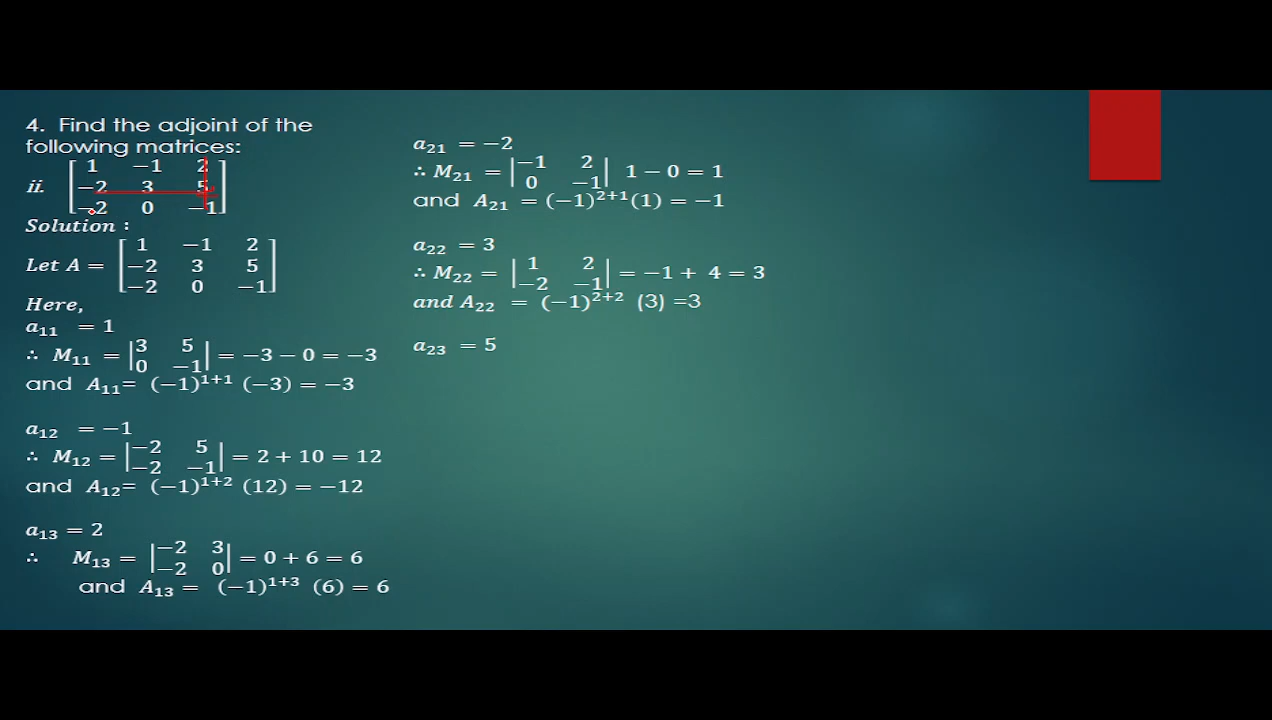 4. Find the adjoint of the
following matrices:
ii. [1 −1 2
−2 3 5
−2 0 −1]
Solution :
Let A = [1 −1 2
−2 3 5
−2 0 −1]
Here,
a₁₁ = 1
∴ M₁₁ = |3 5
0 −1| = −3 − 0 = −3
and A₁₁= (−1)¹⁺¹ (−3) = −3
a₁₂ = −1
∴ M₁₂ = |−2 5
−2 −1| = 2 + 10 = 12
and A₁₂= (−1)¹⁺² (12) = −12
a₁₃ = 2
∴ M₁₃ = |−2 3
−2 0| = 0 + 6 = 6
and A₁₃ = (−1)¹⁺³ (6) = 6
a₂₁ = −2
∴ M₂₁ = |−1 2
0 −1| 1 − 0 = 1
and A₂₁ = (−1)²⁺¹(1) = −1
a₂₂ = 3
∴ M₂₂ = |1 2
−2 −1| = −1 + 4 = 3
and A₂₂ = (−1)²⁺² (3) =3
a₂₃ = 5